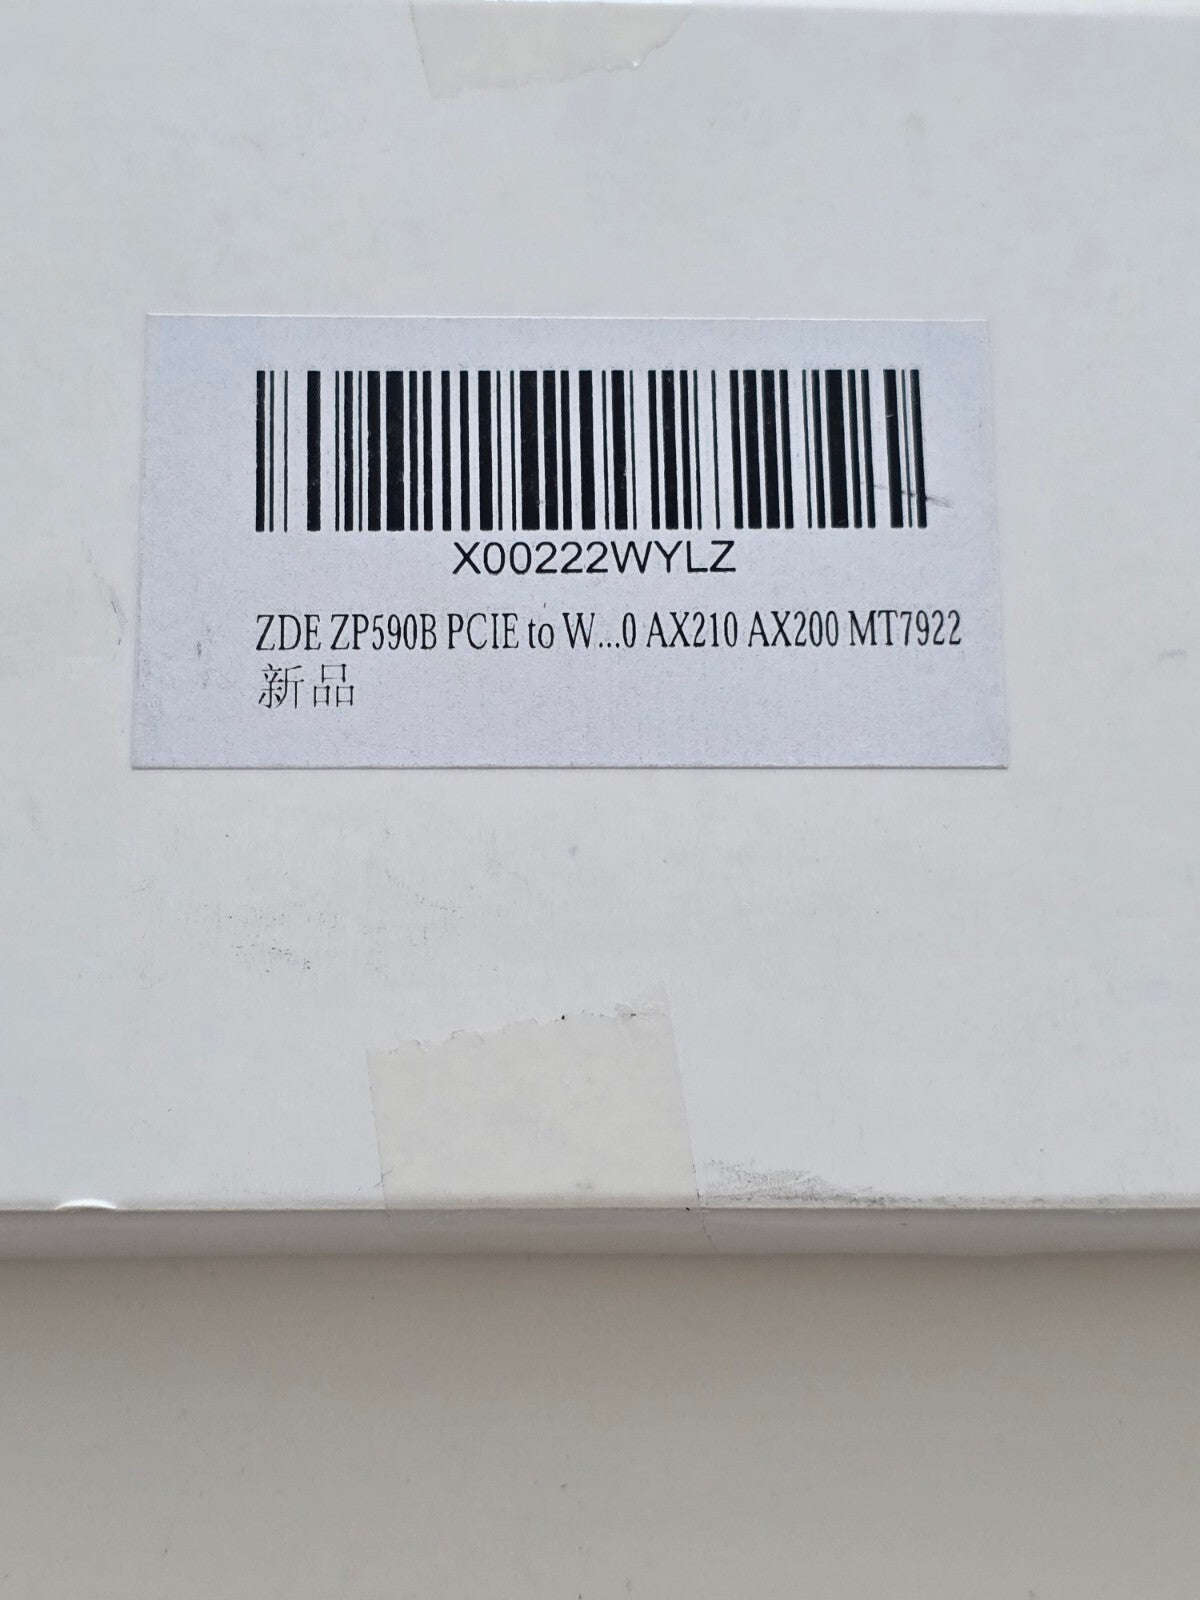 X00222WYLZ
ZDE ZP590B PCIE to W...0 AX210 AX200 MT7922
新品